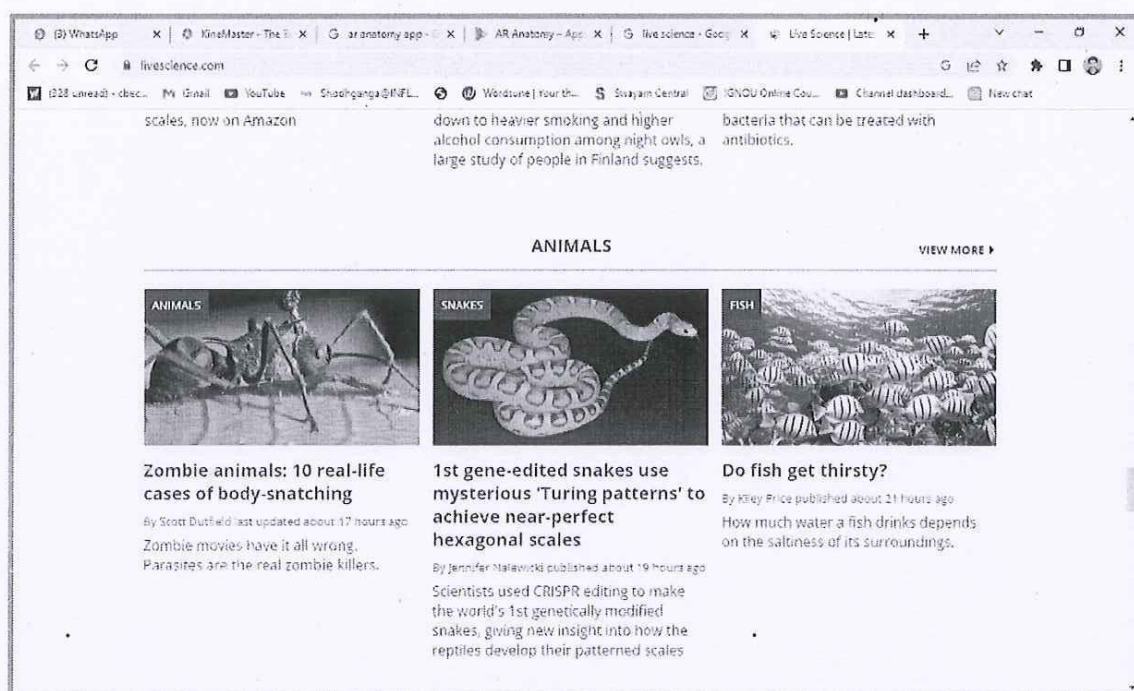 (3) WhatsApp
KineMaster - The
ar anatomy app -
AR Anatomy – App
live science - Goog
Live Science | Late
livescience.com
(328 unread) - cbec...
Gmail
YouTube
Shodhganga@INFL...
Wordtune | Your th...
Swayam Central
IGNOU Online Cou...
Channel dashboard...
New chat
scales, now on Amazon
down to heavier smoking and higher
alcohol consumption among night owls, a
large study of people in Finland suggests.
bacteria that can be treated with
antibiotics.
ANIMALS
VIEW MORE
ANIMALS
Zombie animals: 10 real-life
cases of body-snatching
By Scott Dutfield last updated about 17 hours ago
Zombie movies have it all wrong.
Parasites are the real zombie killers.
SNAKES
1st gene-edited snakes use
mysterious 'Turing patterns' to
achieve near-perfect
hexagonal scales
By Jennifer Nalewicki published about 19 hours ago
Scientists used CRISPR editing to make
the world's 1st genetically modified
snakes, giving new insight into how the
reptiles develop their patterned scales
FISH
Do fish get thirsty?
By Kiley Price published about 21 hours ago
How much water a fish drinks depends
on the saltiness of its surroundings.